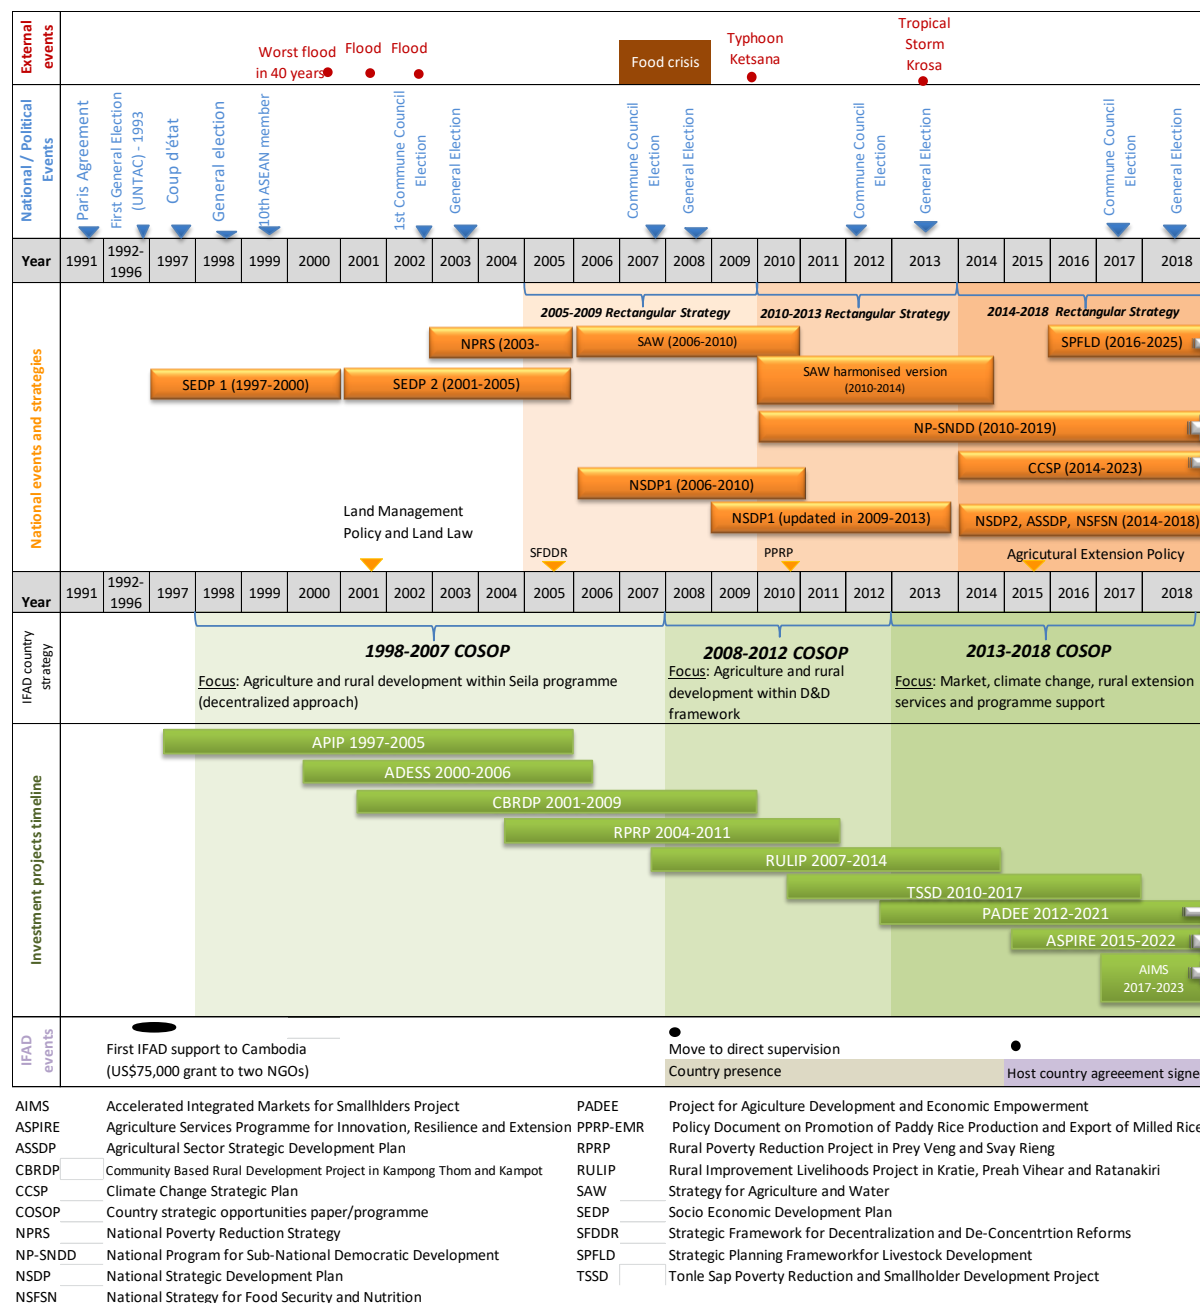 External
events
Worst flood
in 40 years
Flood
Flood
Food crisis
Typhoon
Ketsana
Tropical
Storm
Krosa
National / Political
Events
Paris Agreement
First General Election
(UNTAC) - 1993
Coup d'état
General election
10th ASEAN member
1st Commune Council
Election
General Election
Commune Council
Election
General Election
Commune Council
Election
General Election
Commune Council
Election
General Election
Year 1991 1992-1996 1997 1998 1999 2000 2001 2002 2003 2004 2005 2006 2007 2008 2009 2010 2011 2012 2013 2014 2015 2016 2017 2018
National events and strategies
2005-2009 Rectangular Strategy
2010-2013 Rectangular Strategy
2014-2018 Rectangular Strategy
NPRS (2003-
SAW (2006-2010)
SPFLD (2016-2025)
SEDP 1 (1997-2000)
SEDP 2 (2001-2005)
SAW harmonised version
(2010-2014)
NP-SNDD (2010-2019)
CCSP (2014-2023)
NSDP1 (2006-2010)
NSDP1 (updated in 2009-2013)
NSDP2, ASSDP, NSFSN (2014-2018)
Land Management
Policy and Land Law
SFDDR
PPRP
Agricutural Extension Policy
Year 1991 1992-1996 1997 1998 1999 2000 2001 2002 2003 2004 2005 2006 2007 2008 2009 2010 2011 2012 2013 2014 2015 2016 2017 2018
IFAD country
strategy
1998-2007 COSOP
Focus: Agriculture and rural development within Seila programme
(decentralized approach)
2008-2012 COSOP
Focus: Agriculture and rural
development within D&D
framework
2013-2018 COSOP
Focus: Market, climate change, rural extension
services and programme support
Investment projects timeline
APIP 1997-2005
ADESS 2000-2006
CBRDP 2001-2009
RPRP 2004-2011
RULIP 2007-2014
TSSD 2010-2017
PADEE 2012-2021
ASPIRE 2015-2022
AIMS
2017-2023
IFAD
events
First IFAD support to Cambodia
(US$75,000 grant to two NGOs)
Move to direct supervision
Country presence
Host country agreeement signe
AIMS Accelerated Integrated Markets for Smallhlders Project
ASPIRE Agriculture Services Programme for Innovation, Resilience and Extension
ASSDP Agricultural Sector Strategic Development Plan
CBRDP Community Based Rural Development Project in Kampong Thom and Kampot
CCSP Climate Change Strategic Plan
COSOP Country strategic opportunities paper/programme
NPRS National Poverty Reduction Strategy
NP-SNDD National Program for Sub-National Democratic Development
NSDP National Strategic Development Plan
NSFSN National Strategy for Food Security and Nutrition
PADEE Project for Agiculture Development and Economic Empowerment
PPRP-EMR Policy Document on Promotion of Paddy Rice Production and Export of Milled Rice
RPRP Rural Poverty Reduction Project in Prey Veng and Svay Rieng
RULIP Rural Improvement Livelihoods Project in Kratie, Preah Vihear and Ratanakiri
SAW Strategy for Agriculture and Water
SEDP Socio Economic Development Plan
SFDDR Strategic Framework for Decentralization and De-Concentrtion Reforms
SPFLD Strategic Planning Frameworkfor Livestock Development
TSSD Tonle Sap Poverty Reduction and Smallholder Development Project